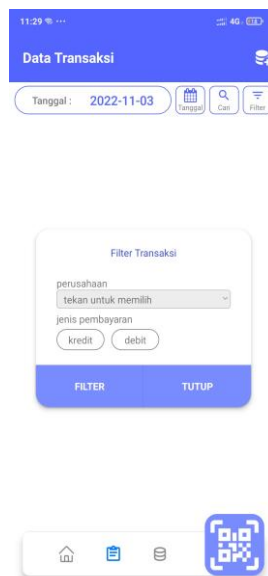 11:29
4G
Data Transaksi
Tanggal : 2022-11-03
Tanggal
Cari
Filter
Filter Transaksi
perusahaan
tekan untuk memilih
jenis pembayaran
kredit debit
FILTER TUTUP